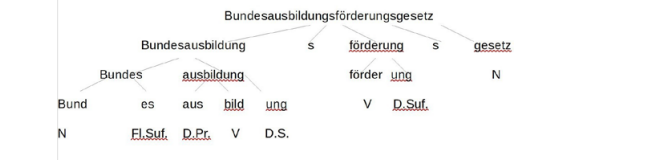 Bundesausbildungsförderungsgesetz
Bundesausbildung s förderung s gesetz
Bundes ausbildung förder ung N
Bund es aus bild ung V D.Suf.
N Fl.Suf. D.Pr. V D.S.